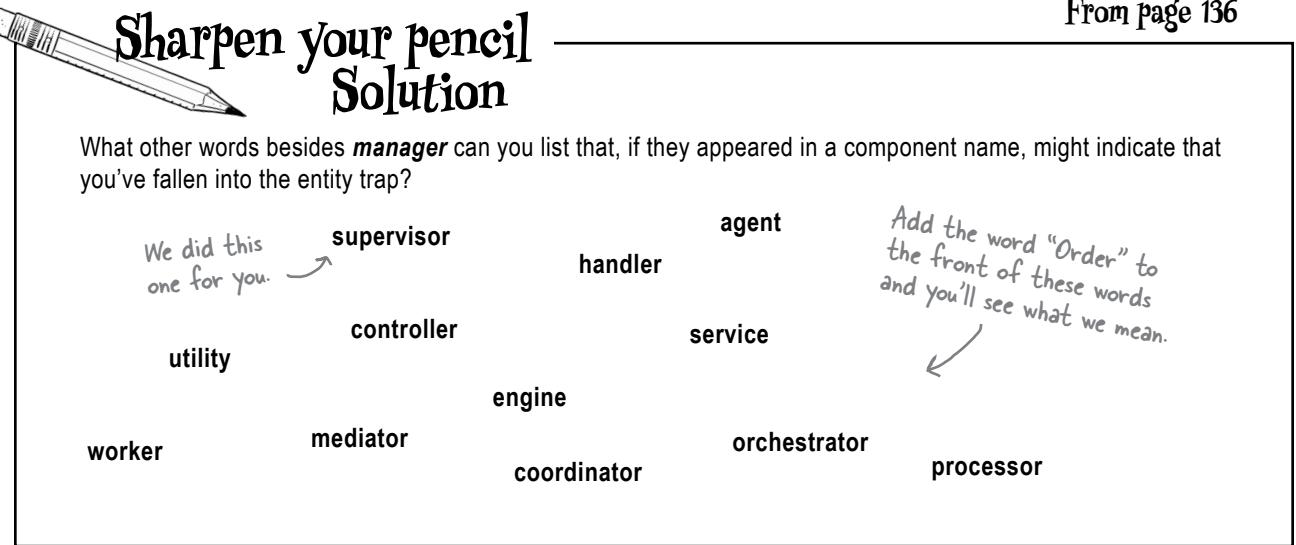 From page 136
Sharpen your pencil
Solution
What other words besides manager can you list that, if they appeared in a component name, might indicate that
you've fallen into the entity trap?
We did this
one for you.
supervisor
agent
handler
Add the word "Order" to
the front of these words
and you'll see what we mean.
controller
service
utility
engine
worker
mediator
orchestrator
coordinator
processor